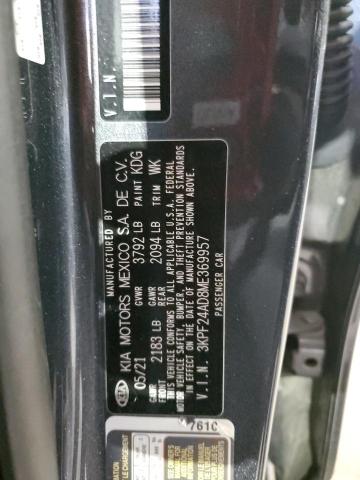 MANUFACTURED BY
KIA MOTORS MEXICO S.A. DE C.V.
05/21 GVWR 3792 LB PAINT KDG
GAWR FRONT 2183 LB GAWR REAR 2094 LB TRIM WK
THIS VEHICLE CONFORMS TO ALL APPLICABLE U.S.A. FEDERAL
MOTOR VEHICLE SAFETY, BUMPER, AND THEFT PREVENTION STANDARDS
IN EFFECT ON THE DATE OF MANUFACTURE SHOWN ABOVE.
V.I.N. 3KPF24AD8ME369957
PASSENGER CAR
V.I.N.
761C